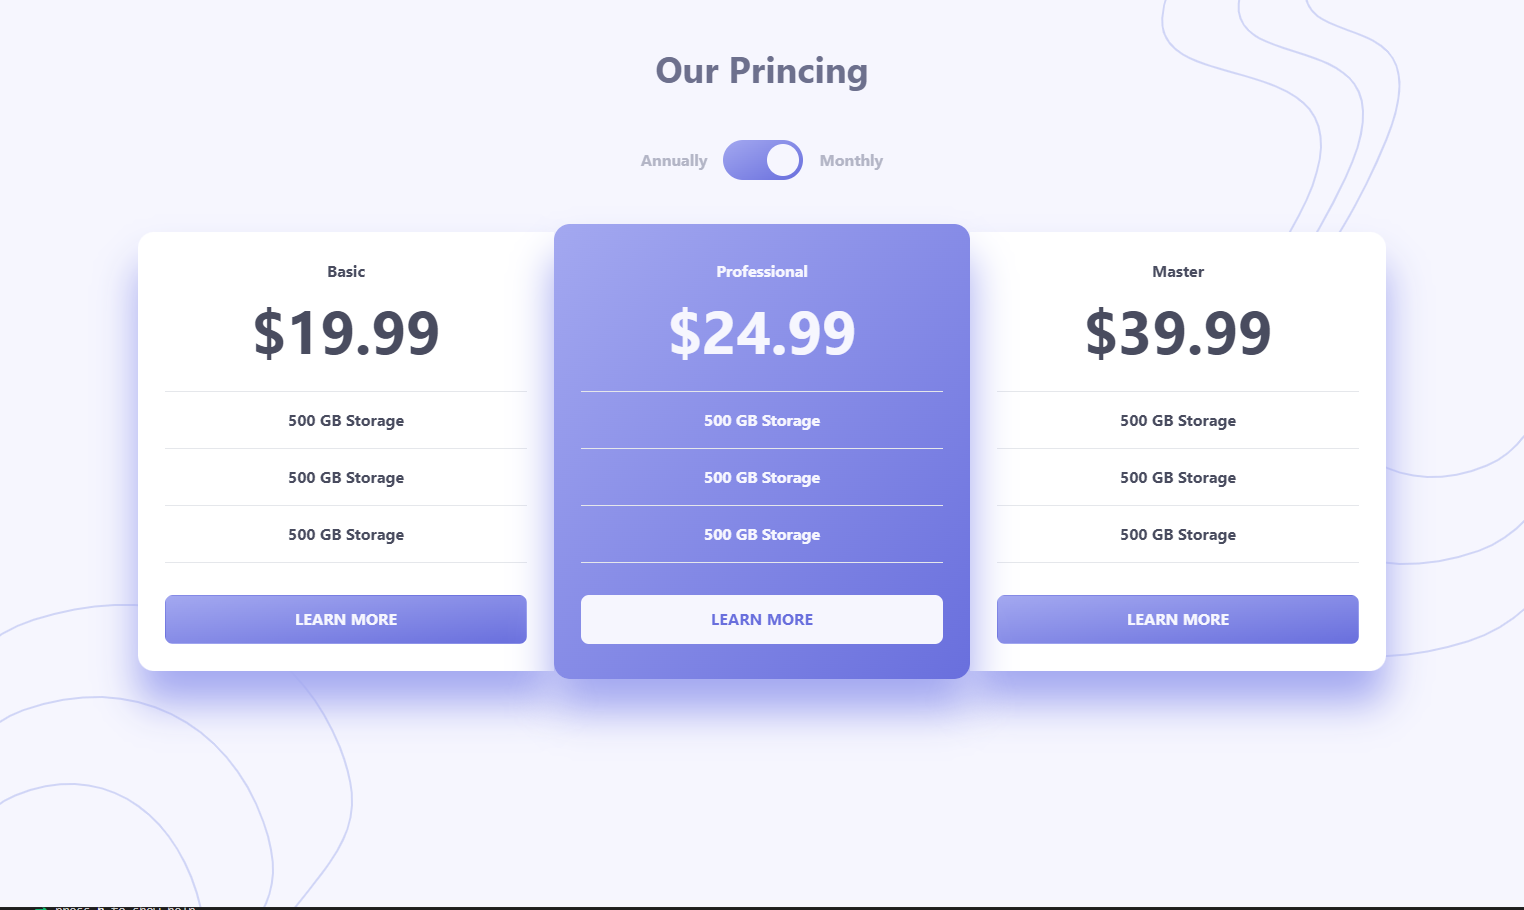 Our Princing
Annually Monthly
Basic
$19.99
500 GB Storage
500 GB Storage
500 GB Storage
LEARN MORE
Professional
$24.99
500 GB Storage
500 GB Storage
500 GB Storage
LEARN MORE
Master
$39.99
500 GB Storage
500 GB Storage
500 GB Storage
LEARN MORE